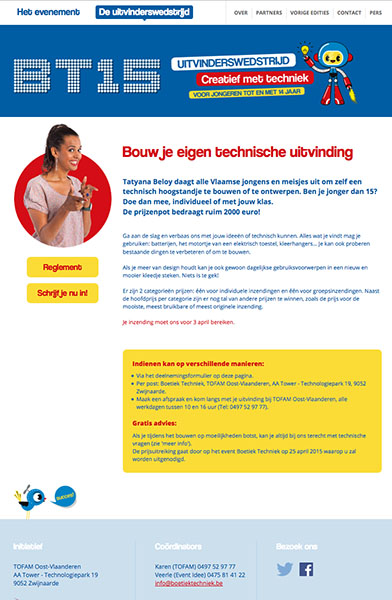 Het evenement
De uitvinderswedstrijd
OVER
PARTNERS
VORIGE EDITIES
CONTACT
PERS
BT15
UITVINDERSWEDSTRIJD
Creatief met techniek
VOOR JONGEREN TOT EN MET 14 JAAR
Bouw je eigen technische uitvinding
Tatyana Beloy daagt alle Vlaamse jongens en meisjes uit om zelf een
technisch hoogstandje te bouwen of te ontwerpen. Ben je jonger dan 15?
Doe dan mee, individueel of met jouw klas.
De prijzenpot bedraagt ruim 2000 euro!
Ga aan de slag en verbaas ons met jouw ideeën of technisch kunnen. Alles wat je vindt mag je
gebruiken: batterijen, het motortje van een elektrisch toestel, kleerhangers... Je kan ook proberen
bestaande dingen te verbeteren of om te bouwen.
Als je meer van design houdt kan je ook gewoon dagelijkse gebruiksvoorwerpen in een nieuw en
mooier kleedje steken. Niets is te gek!
Er zijn 2 categorieën prijzen: één voor individuele inzendingen en één voor groepsinzendingen. Naast
de hoofdprijs per categorie zijn er nog tal van andere prijzen te winnen, zoals de prijs voor de
mooiste, meest bruikbare of meest originele inzending.
Je inzending moet ons voor 3 april bereiken.
Reglement
Schrijf je nu in!
Indienen kan op verschillende manieren:
Via het deelnemingsformulier op deze pagina.
Per post: Boetiek Techniek, TOFAM Oost-Vlaanderen, AA Tower - Technologiepark 19, 9052
Zwijnaarde.
Maak een afspraak en kom langs met je uitvinding bij TOFAM Oost-Vlaanderen, alle
werkdagen tussen 10 en 16 uur (Tel: 0497 52 97 77).
Gratis advies:
Als je tijdens het bouwen op moeilijkheden botst, kan je altijd bij ons terecht met technische
vragen (zie 'meer info').
De prijsuitreiking gaat door op het event Boetiek Techniek op 25 april 2015 waarop u zal
worden uitgenodigd.
succes!
Initiatief
TOFAM Oost-Vlaanderen
AA Tower - Technologiepark 19
9052 Zwijnaarde
Coördinators
Karen (TOFAM) 0497 52 97 77
Veerle (Event Idee) 0475 81 41 22
info@boetiektechniek.be
Bezoek ons